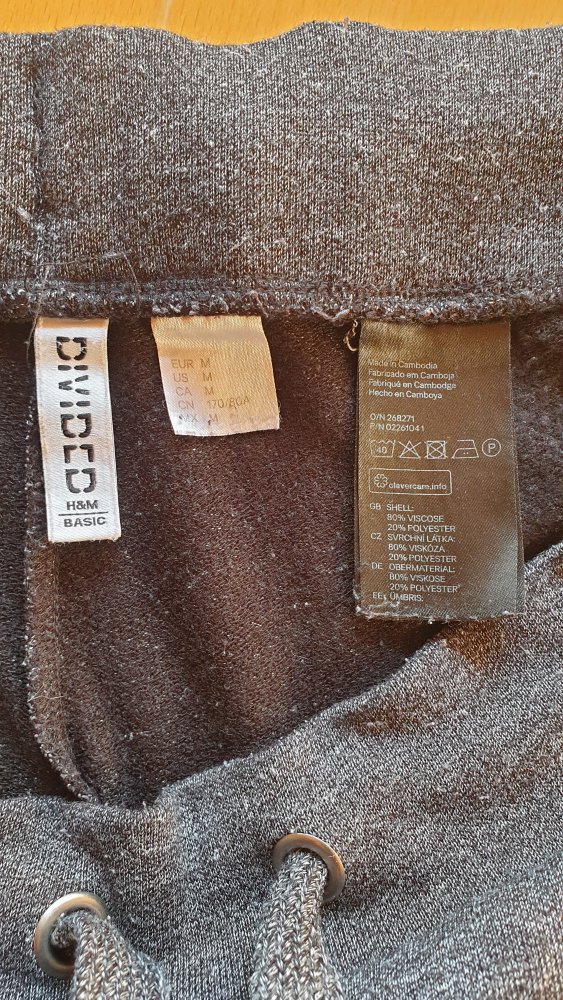 DIVIDED
H&M
BASIC
EUR M
US M
CA M
CN 170/80A
MX M
Made in Cambodia
Fabricado em Camboja
Fabriqué en Cambodge
Hecho en Camboya
O/N 268271
P/N 02261041
40
P
clevercare.info
GB SHELL:
80% VISCOSE
20% POLYESTER
CZ SVRCHNÍ LÁTKA:
80% VISKÓZA
20% POLYESTER
DE OBERMATERIAL:
80% VISKOSE
20% POLYESTER
EE ÜMBRIS: